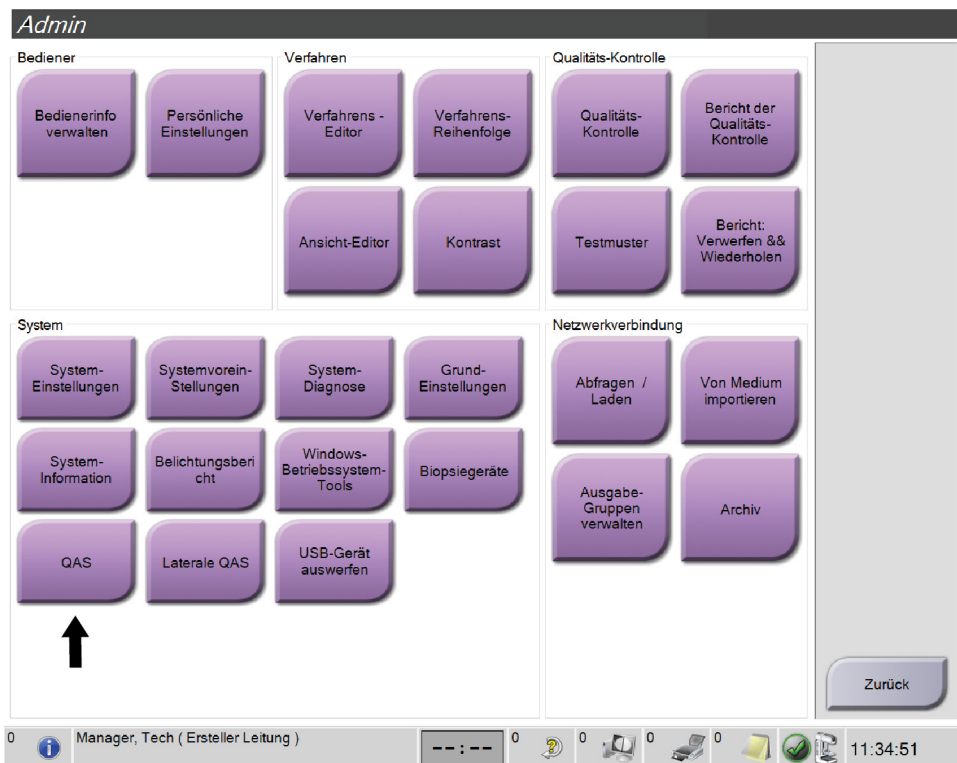 Admin
Bediener
Bedienerinfo
verwalten
Persönliche
Einstellungen
Verfahren
Verfahrens -
Editor
Verfahrens-
Reihenfolge
Ansicht-Editor
Kontrast
Qualitäts-Kontrolle
Qualitäts-
Kontrolle
Bericht der
Qualitäts-
Kontrolle
Testmuster
Bericht:
Verwerfen &&
Wiederholen
System
System-
Einstellungen
Systemvorein-
Stellungen
System-
Diagnose
Grund-
Einstellungen
System-
Information
Belichtungsberi
cht
Windows-
Betriebssystem-
Tools
Biopsiegeräte
QAS
Laterale QAS
USB-Gerät
auswerfen
Netzwerkverbindung
Abfragen /
Laden
Von Medium
importieren
Ausgabe-
Gruppen
verwalten
Archiv
Zurück
0
Manager, Tech ( Ersteller Leitung )
--:--
0
0
0
0
11:34:51